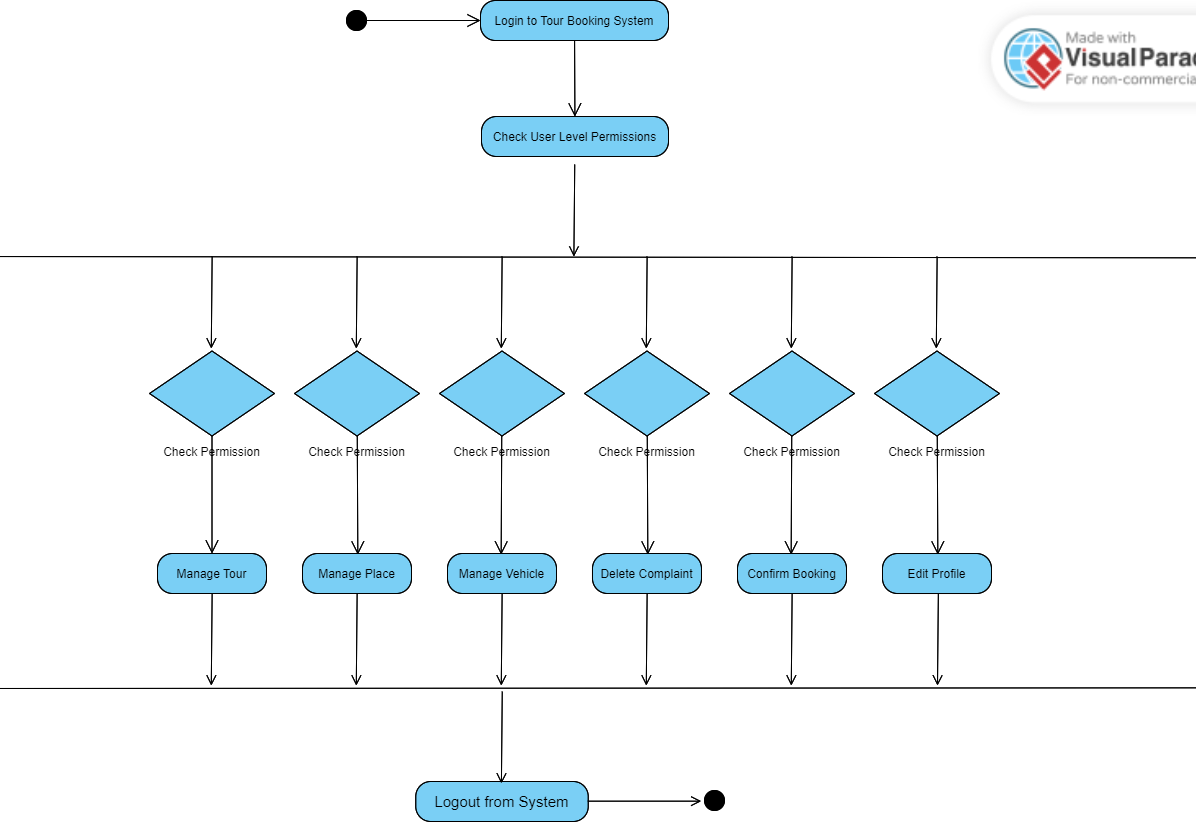 Login to Tour Booking System
Made with
Visual Parac
For non-commercia
Check User Level Permissions
Check Permission
Check Permission
Check Permission
Check Permission
Check Permission
Check Permission
Manage Tour
Manage Place
Manage Vehicle
Delete Complaint
Confirm Booking
Edit Profile
Logout from System